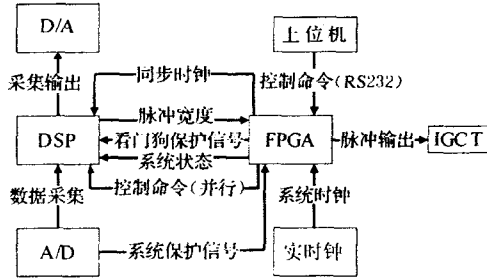 D/A
上位机
同步时钟
采集输出
控制命令(RS232)
脉冲宽度
DSP
看门狗保护信号
FPGA
脉冲输出
IGCT
系统状态
控制命令(并行)
数据采集
系统时钟
A/D
系统保护信号
实时钟